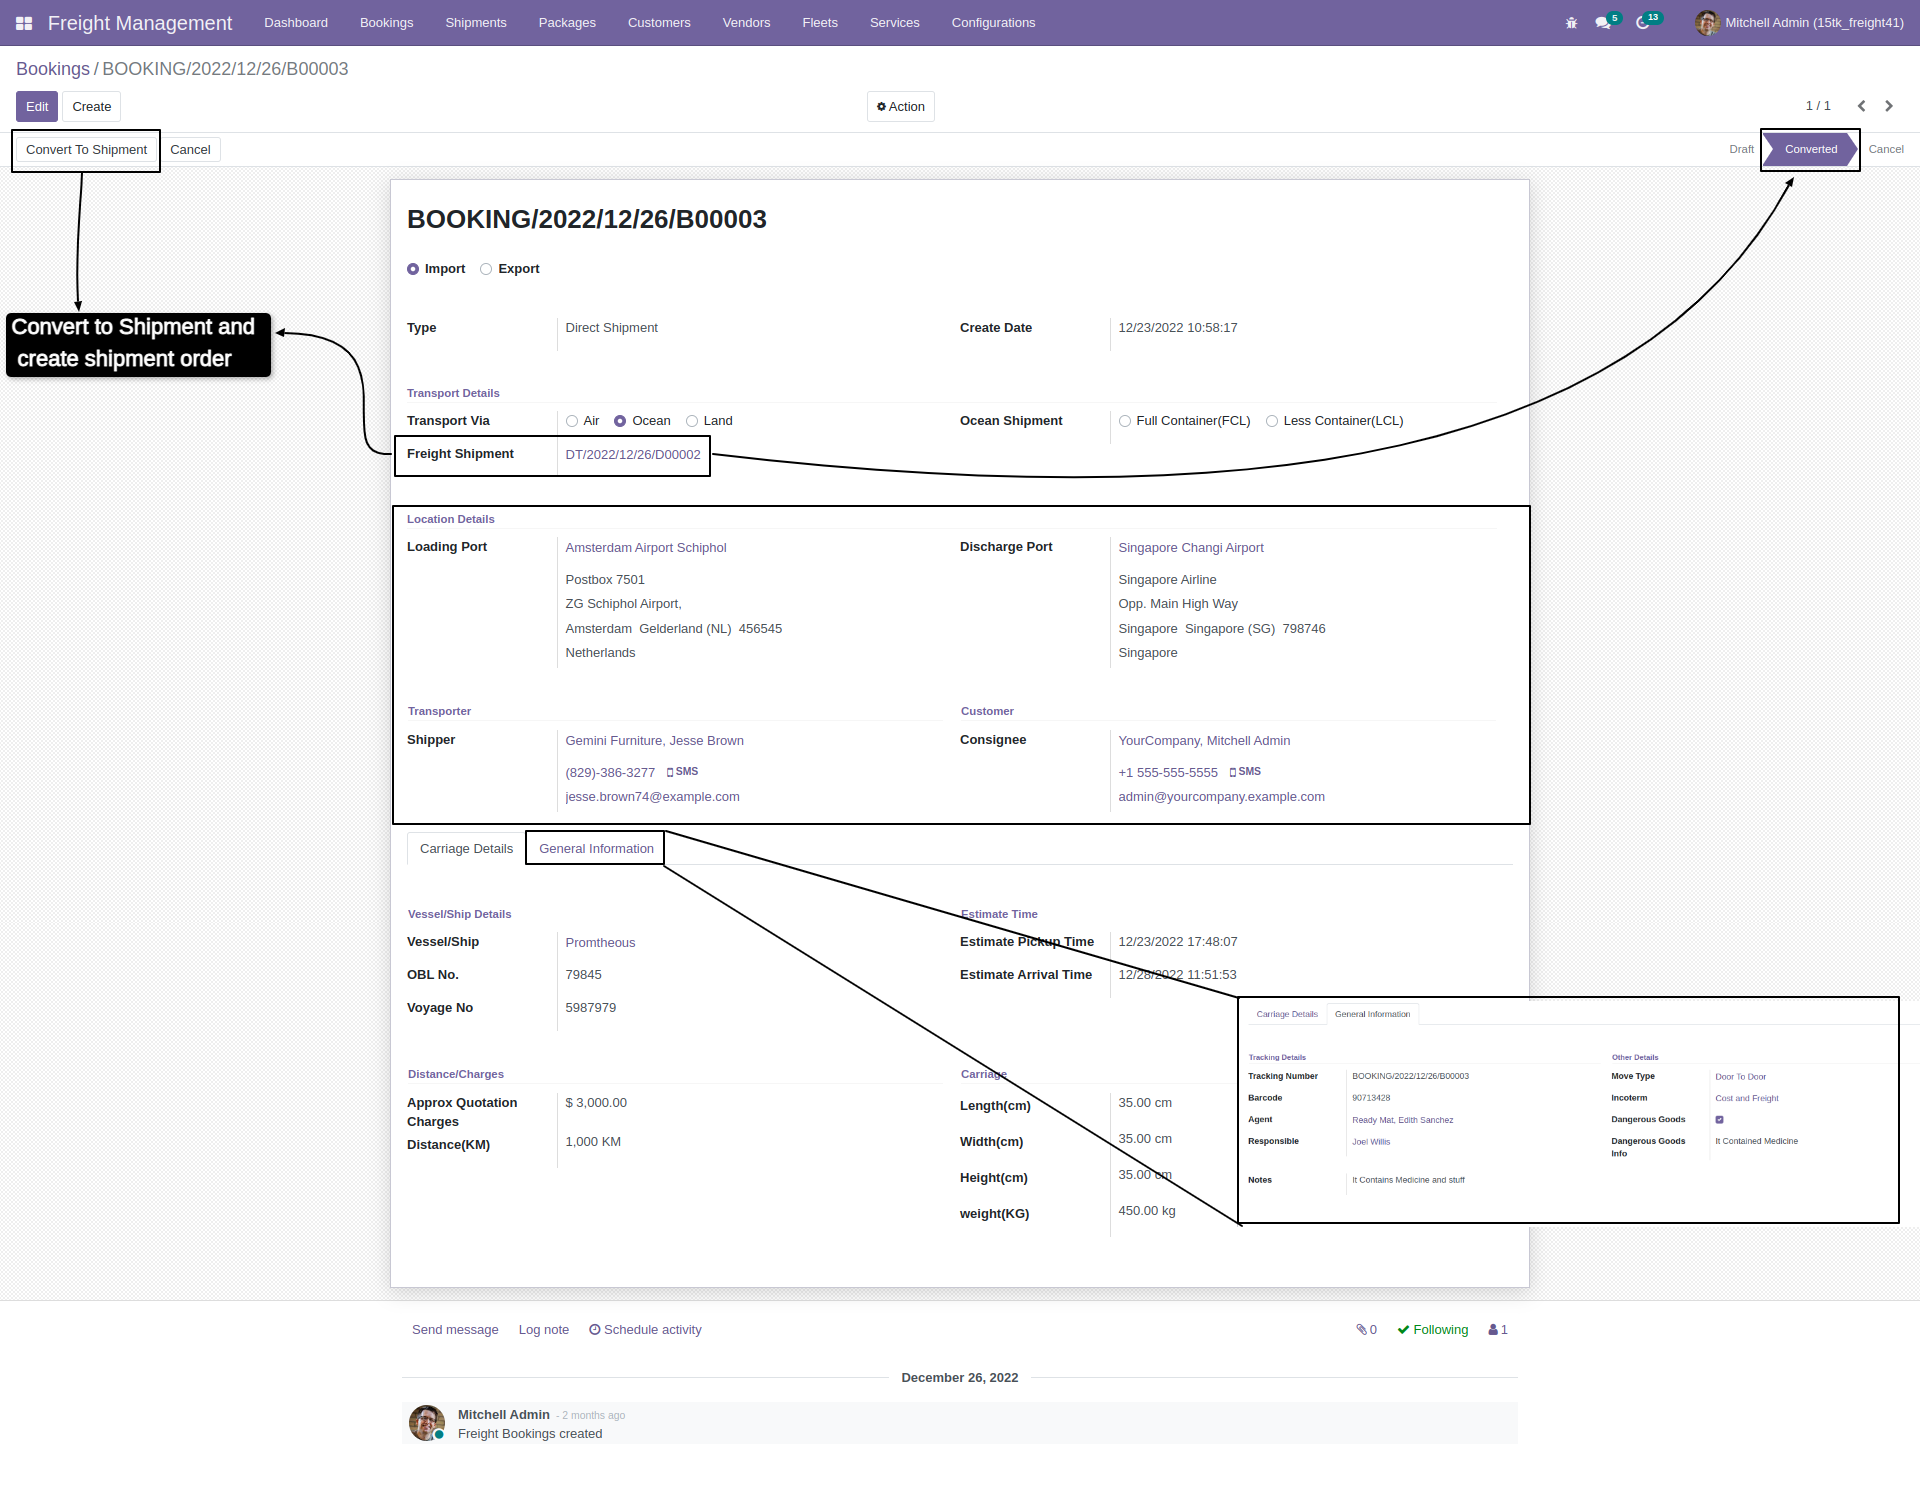 Freight Management Dashboard Bookings Shipments Packages Customers Vendors Fleets Services Configurations 5 13 Mitchell Admin (15tk_freight41)
Bookings / BOOKING/2022/12/26/B00003
Edit Create Action 1 / 1
Convert To Shipment Cancel Draft Converted Cancel
BOOKING/2022/12/26/B00003
Import Export
Convert to Shipment and
create shipment order
Type Direct Shipment Create Date 12/23/2022 10:58:17
Transport Details
Transport Via Air Ocean Land Ocean Shipment Full Container(FCL) Less Container(LCL)
Freight Shipment DT/2022/12/26/D00002
Location Details
Loading Port Amsterdam Airport Schiphol Discharge Port Singapore Changi Airport
Postbox 7501 Singapore Airline
ZG Schiphol Airport, Opp. Main High Way
Amsterdam Gelderland (NL) 456545 Singapore Singapore (SG) 798746
Netherlands Singapore
Transporter Customer
Shipper Gemini Furniture, Jesse Brown Consignee YourCompany, Mitchell Admin
(829)-386-3277 SMS +1 555-555-5555 SMS
jesse.brown74@example.com admin@yourcompany.example.com
Carriage Details General Information
Vessel/Ship Details Estimate Time
Vessel/Ship Promtheous Estimate Pickup Time 12/23/2022 17:48:07
OBL No. 79845 Estimate Arrival Time 12/28/2022 11:51:53
Voyage No 5987979
Distance/Charges Carriage
Approx Quotation Charges $ 3,000.00 Length(cm) 35.00 cm
Distance(KM) 1,000 KM Width(cm) 35.00 cm
Height(cm) 35.00 cm
weight(KG) 450.00 kg
Carriage Details General Information
Tracking Details Other Details
Tracking Number BOOKING/2022/12/26/B00003 Move Type Door To Door
Barcode 90713428 Incoterm Cost and Freight
Agent Ready Mat, Edith Sanchez Dangerous Goods
Responsible Joel Willis Dangerous Goods Info It Contained Medicine
Notes It Contains Medicine and stuff
Send message Log note Schedule activity 0 Following 1
December 26, 2022
Mitchell Admin - 2 months ago
Freight Bookings created